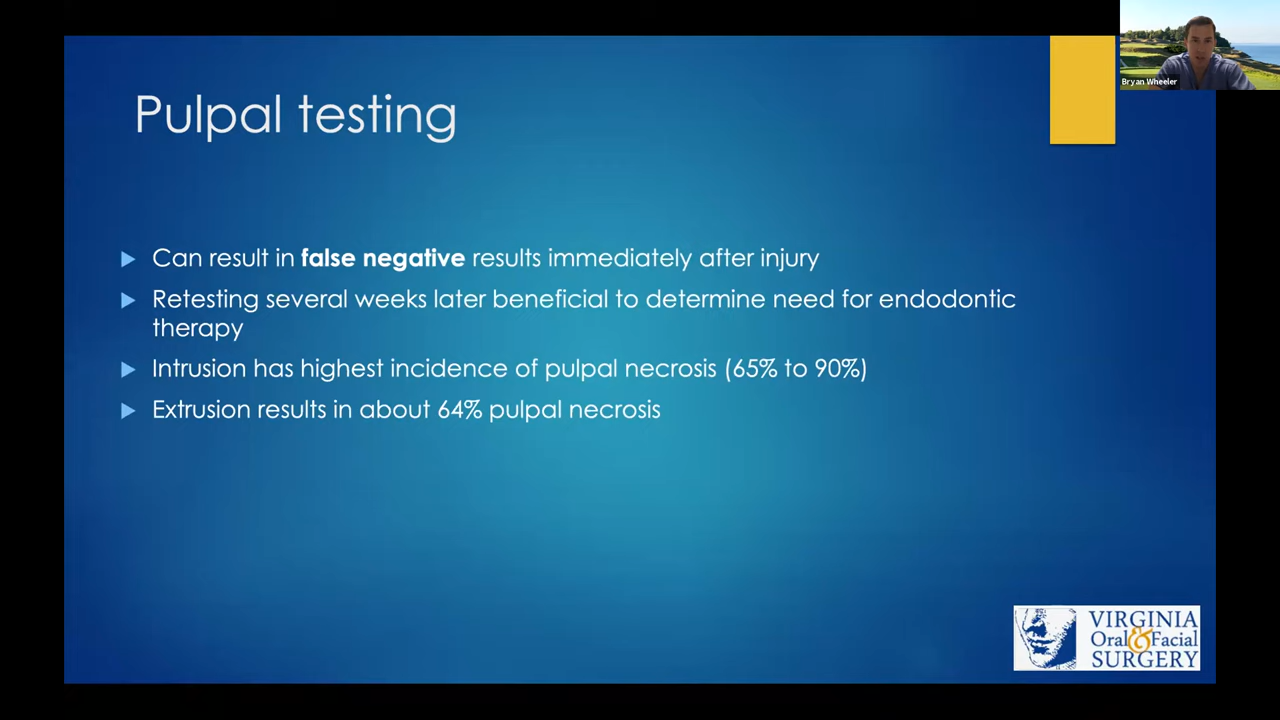 Bryan Wheeler
Pulpal testing
Can result in false negative results immediately after injury
Retesting several weeks later beneficial to determine need for endodontic
therapy
Intrusion has highest incidence of pulpal necrosis (65% to 90%)
Extrusion results in about 64% pulpal necrosis
VIRGINIA
Oral & Facial
SURGERY